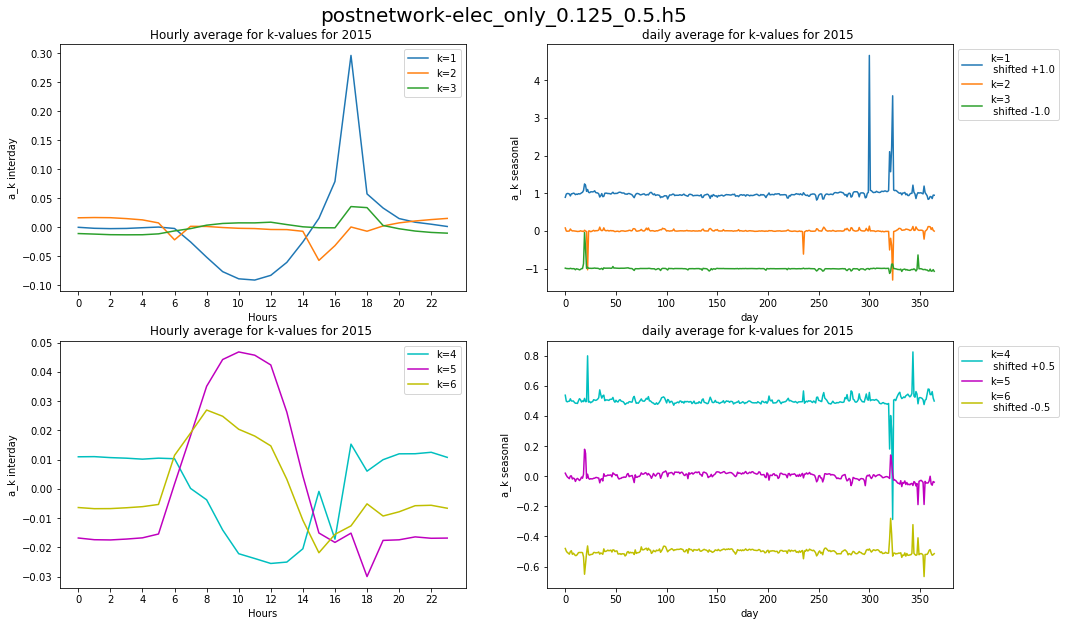 postnetwork-elec_only_0.125_0.5.h5
Hourly average for k-values for 2015
a_k interday
0.30
0.25
0.20
0.15
0.10
0.05
0.00
−0.05
−0.10
k=1
k=2
k=3
0 2 4 6 8 10 12 14 16 18 20 22
Hours
daily average for k-values for 2015
a_k seasonal
4
3
2
1
0
−1
k=1
shifted +1.0
k=2
k=3
shifted -1.0
0 50 100 150 200 250 300 350
day
Hourly average for k-values for 2015
a_k interday
0.05
0.04
0.03
0.02
0.01
0.00
−0.01
−0.02
−0.03
k=4
k=5
k=6
0 2 4 6 8 10 12 14 16 18 20 22
Hours
daily average for k-values for 2015
a_k seasonal
0.8
0.6
0.4
0.2
0.0
−0.2
−0.4
−0.6
k=4
shifted +0.5
k=5
k=6
shifted -0.5
0 50 100 150 200 250 300 350
day